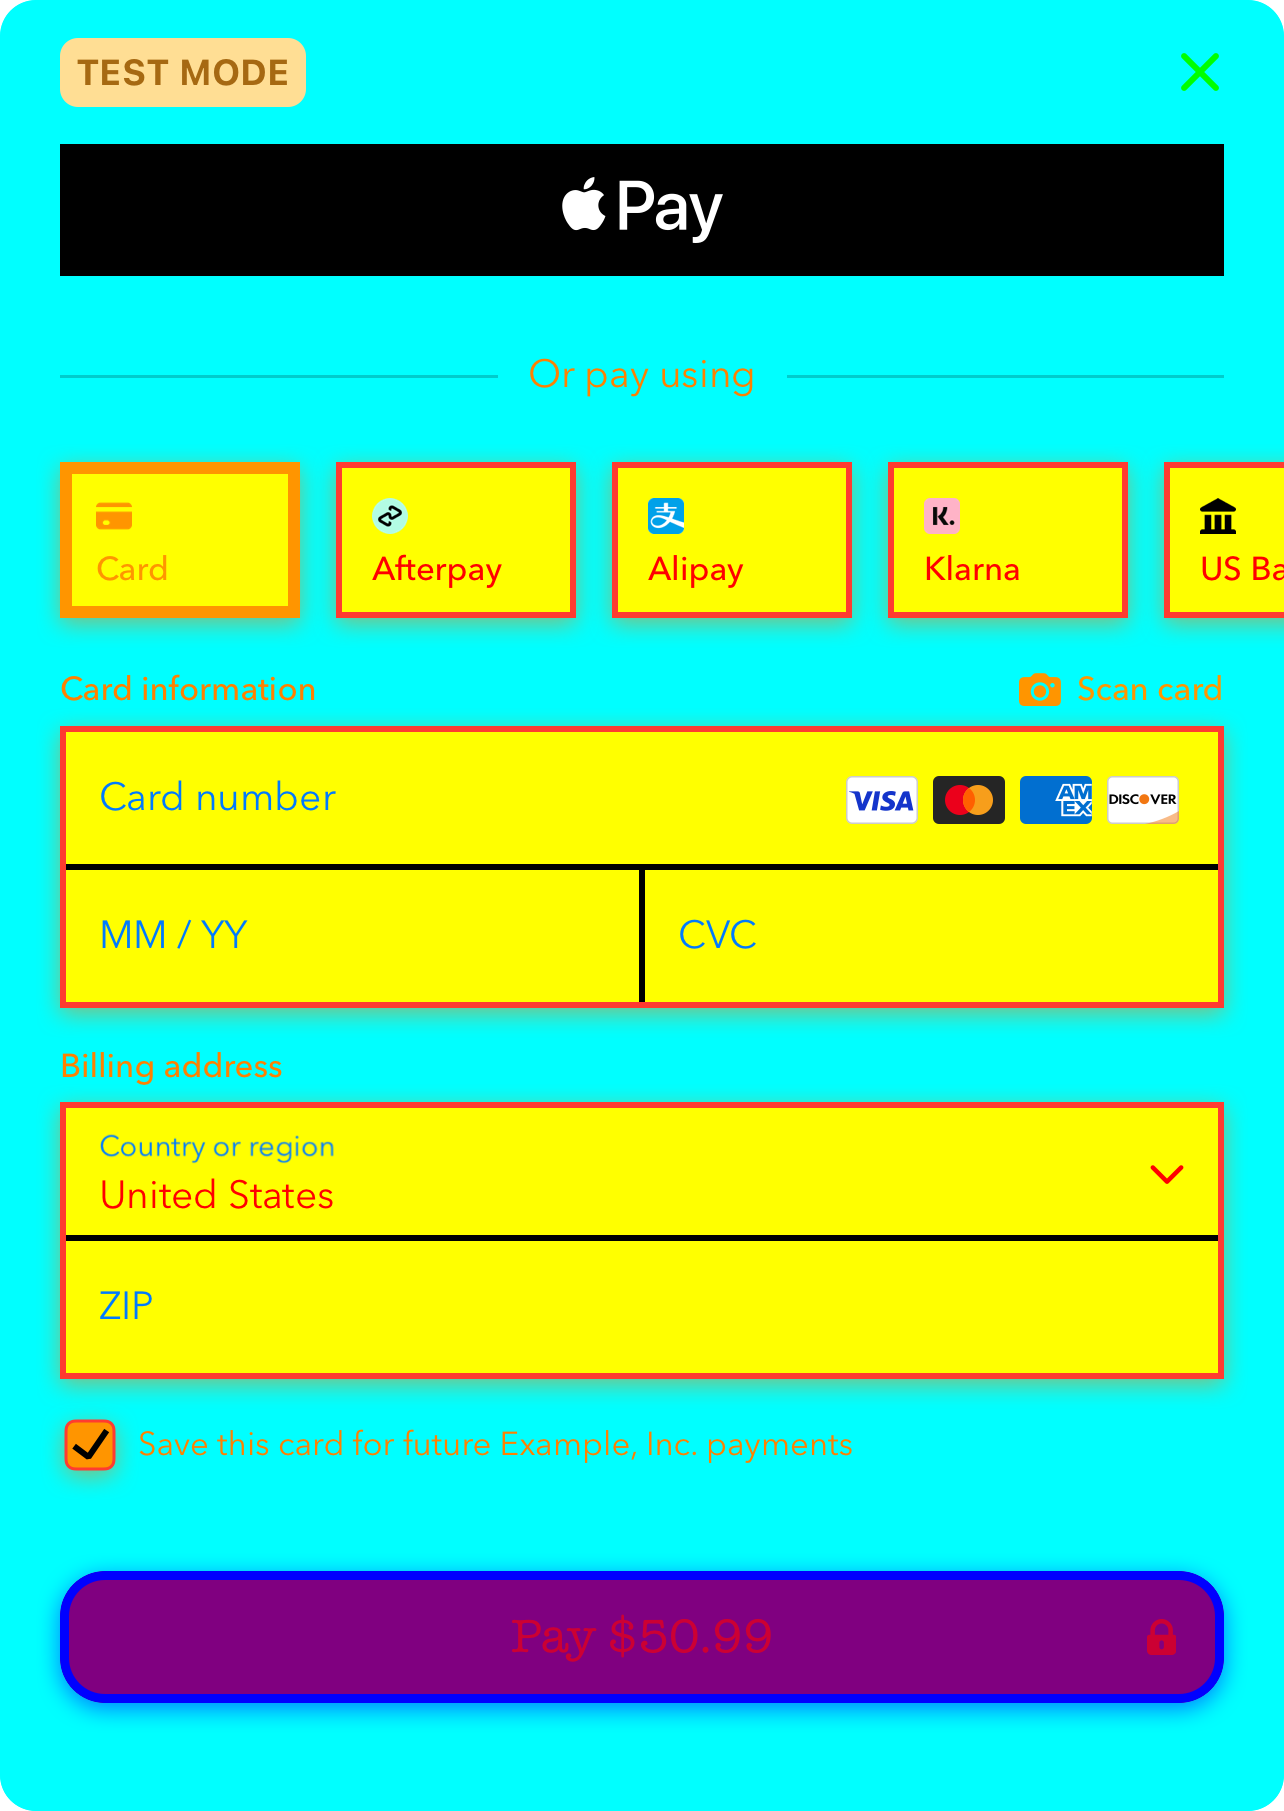 TEST MODE
Pay
Or pay using
Card
Afterpay
支
Alipay
K.
Klarna
US Ba
Card information
Scan card
Card number
VISA
AM
EX
DISCOVER
MM / YY
CVC
Billing address
Country or region
United States
ZIP
Save this card for future Example, Inc. payments
Pay $50.99